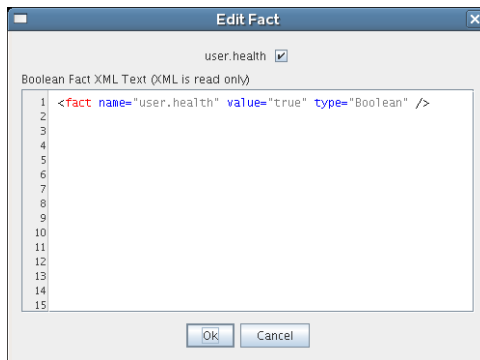 Edit Fact
user.health
Boolean Fact XML Text (XML is read only)
1 <fact name="user.health" value="true" type="Boolean" />
2
3
4
5
6
7
8
9
10
11
12
13
14
15
Ok Cancel